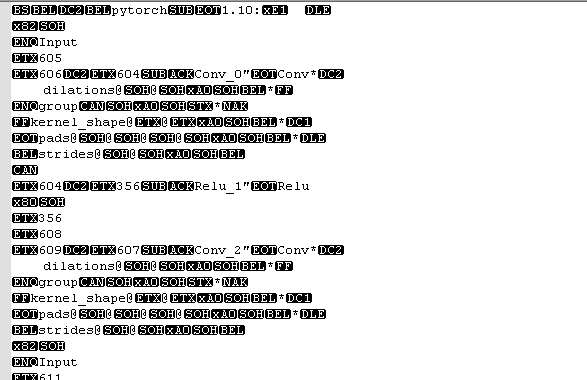 BSBELDC2BELpytorchSUBEOT1.10:xE1 DLE
x82SOH
ENQInput
ETX605
ETX606DC2ETX604SUBACKConv_0"EOTConv*DC2
dilations@SOH@SOHxA0SOHBEL*FF
ENQgroupCANSOHxA0SOHSTX*NAK
FFkernel_shape@ETX@ETXxA0SOHBEL*DC1
EOTpads@SOH@SOH@SOH@SOHxA0SOHBEL*DLE
BELstrides@SOH@SOHxA0SOHBEL
CAN
ETX604DC2ETX356SUBACKRelu_1"EOTRelu
x80SOH
ETX356
ETX608
ETX609DC2ETX607SUBACKConv_2"EOTConv*DC2
dilations@SOH@SOHxA0SOHBEL*FF
ENQgroupCANSOHxA0SOHSTX*NAK
FFkernel_shape@ETX@ETXxA0SOHBEL*DC1
EOTpads@SOH@SOH@SOH@SOHxA0SOHBEL*DLE
BELstrides@SOH@SOHxA0SOHBEL
x82SOH
ENQInput
ETX611